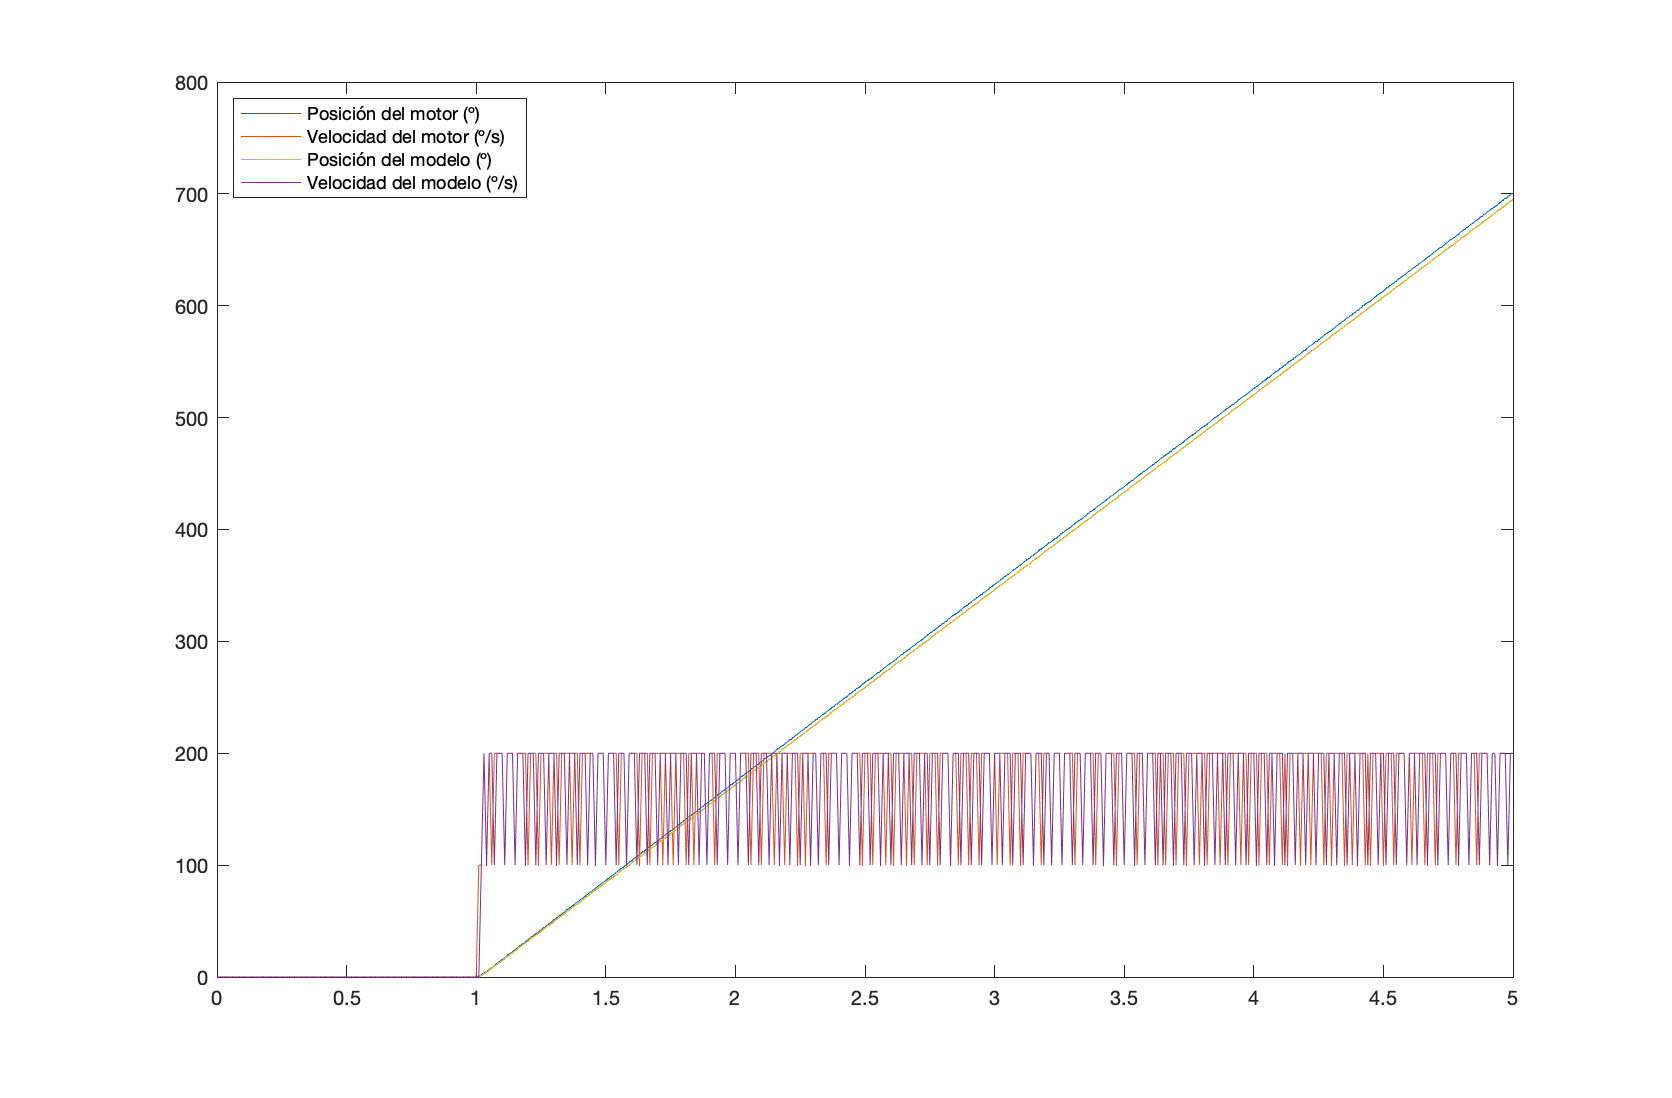 800
Posición del motor (º)
Velocidad del motor (º/s)
Posición del modelo (º)
Velocidad del modelo (º/s)
700
600
500
400
300
200
100
0
0 0.5 1 1.5 2 2.5 3 3.5 4 4.5 5